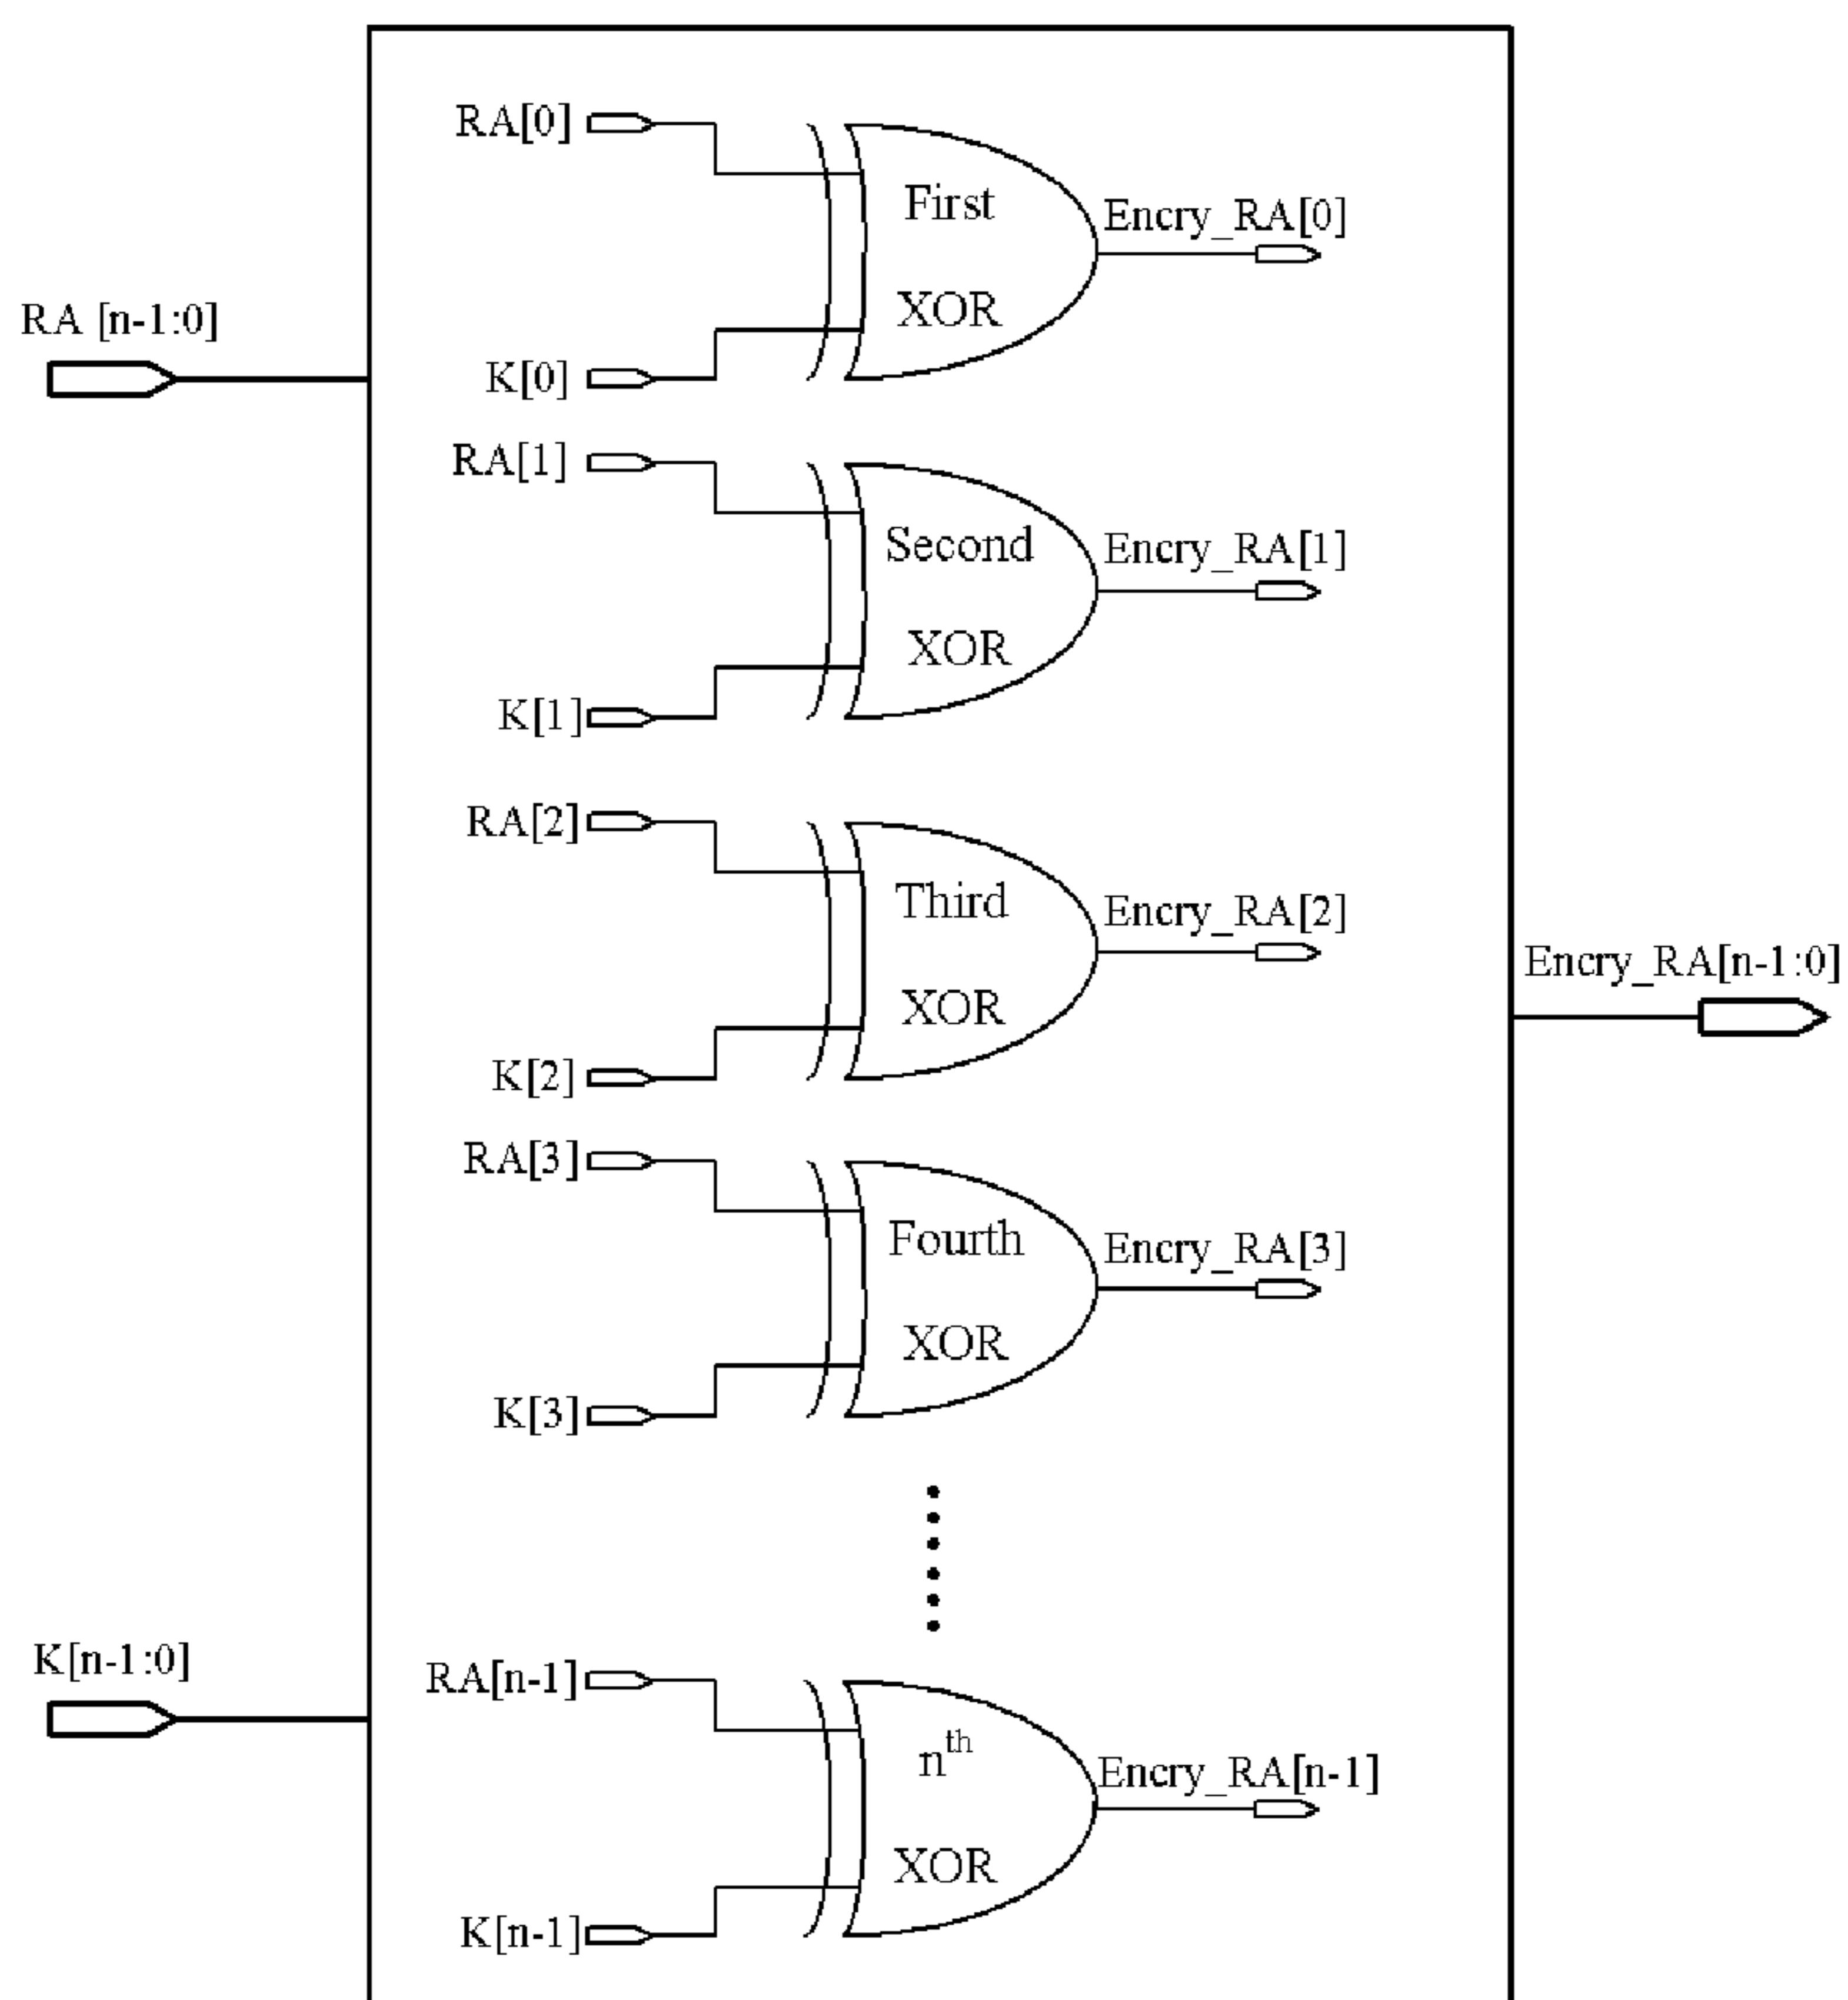 RA[0]
First
Encry_RA[0]
XOR
RA [n-1:0]
K[0]
RA[1]
Second
Encry_RA[1]
XOR
K[1]
RA[2]
Third
Encry_RA[2]
XOR
Encry_RA[n-1:0]
K[2]
RA[3]
Fourth
Encry_RA[3]
XOR
K[3]
K[n-1:0]
RA[n-1]
nth
Encry_RA[n-1]
XOR
K[n-1]